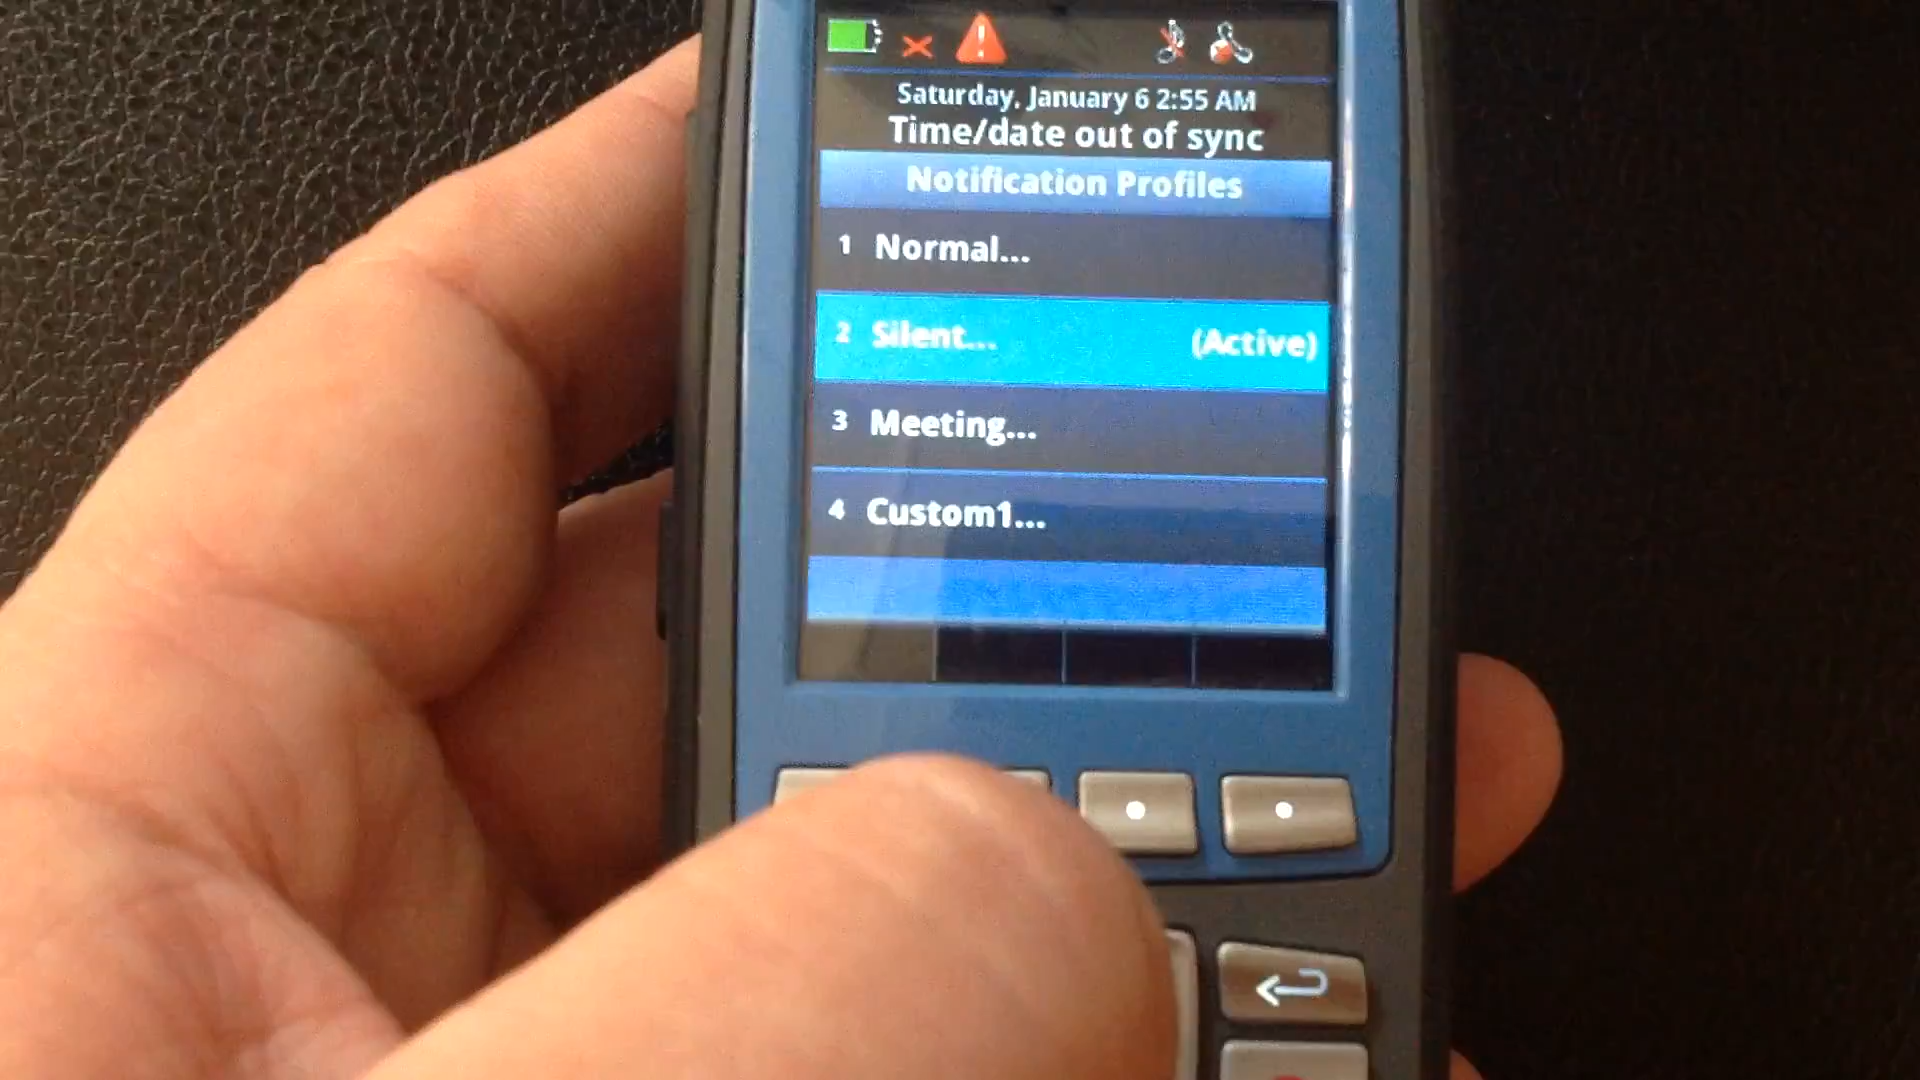 Saturday, January 6 2:55 AM
Time/date out of sync
Notification Profiles
1 Normal...
2 Silent... (Active)
3 Meeting...
4 Custom1...